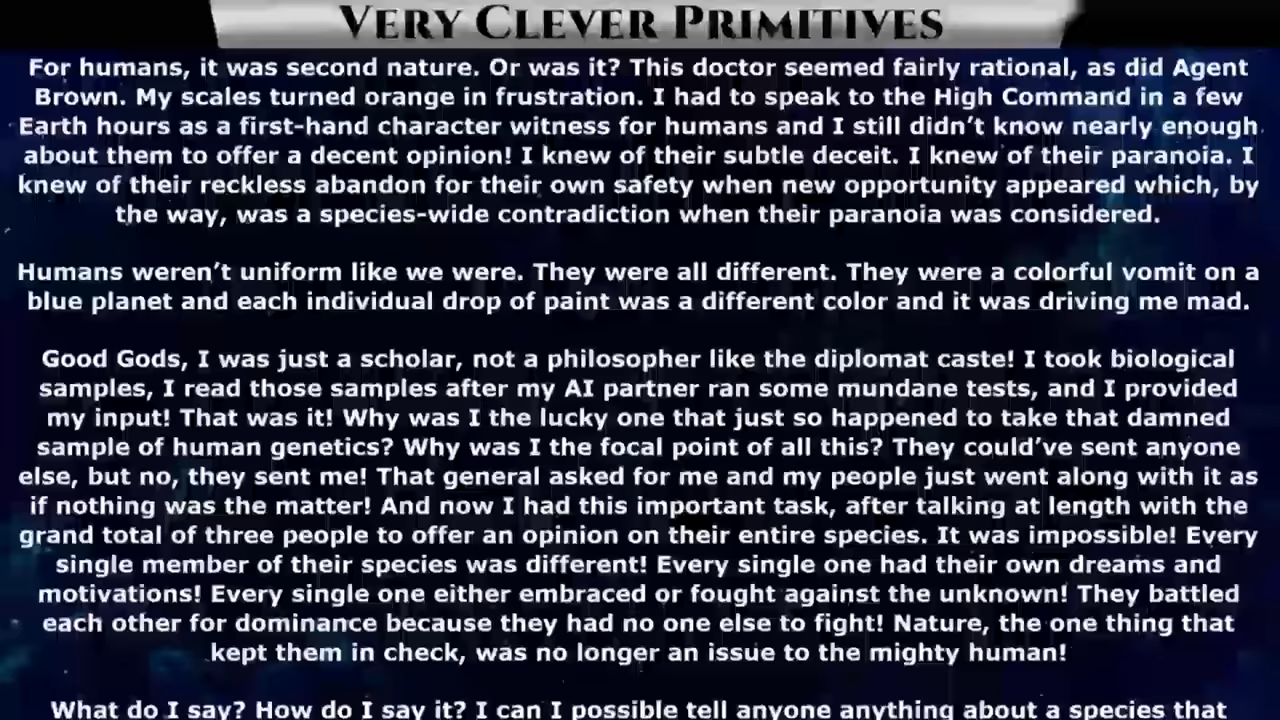 VERY CLEVER PRIMITIVES
For humans, it was second nature. Or was it? This doctor seemed fairly rational, as did Agent
Brown. My scales turned orange in frustration. I had to speak to the High Command in a few
Earth hours as a first-hand character witness for humans and I still didn't know nearly enough
about them to offer a decent opinion! I knew of their subtle deceit. I knew of their paranoia. I
knew of their reckless abandon for their own safety when new opportunity appeared which, by
the way, was a species-wide contradiction when their paranoia was considered.
Humans weren't uniform like we were. They were all different. They were a colorful vomit on a
blue planet and each individual drop of paint was a different color and it was driving me mad.
Good Gods, I was just a scholar, not a philosopher like the diplomat caste! I took biological
samples, I read those samples after my AI partner ran some mundane tests, and I provided
my input! That was it! Why was I the lucky one that just so happened to take that damned
sample of human genetics? Why was I the focal point of all this? They could've sent anyone
else, but no, they sent me! That general asked for me and my people just went along with it as
if nothing was the matter! And now I had this important task, after talking at length with the
grand total of three people to offer an opinion on their entire species. It was impossible! Every
single member of their species was different! Every single one had their own dreams and
motivations! Every single one either embraced or fought against the unknown! They battled
each other for dominance because they had no one else to fight! Nature, the one thing that
kept them in check, was no longer an issue to the mighty human!
What do I say? How do I say it? I can I possible tell anyone anything about a species that